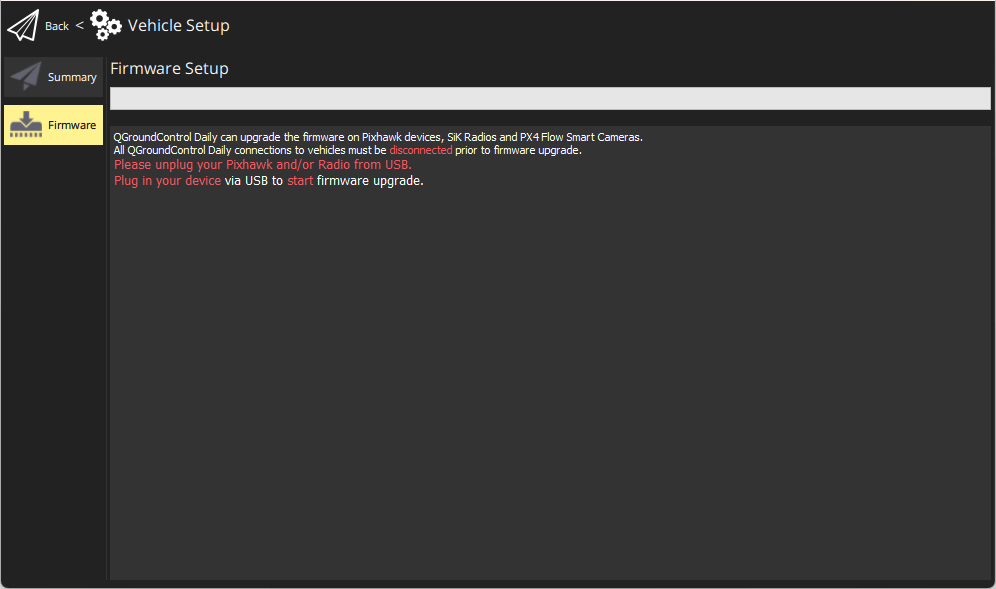 Back < Vehicle Setup
Summary
Firmware
Firmware Setup
QGroundControl Daily can upgrade the firmware on Pixhawk devices, SiK Radios and PX4 Flow Smart Cameras.
All QGroundControl Daily connections to vehicles must be disconnected prior to firmware upgrade.
Please unplug your Pixhawk and/or Radio from USB.
Plug in your device via USB to start firmware upgrade.